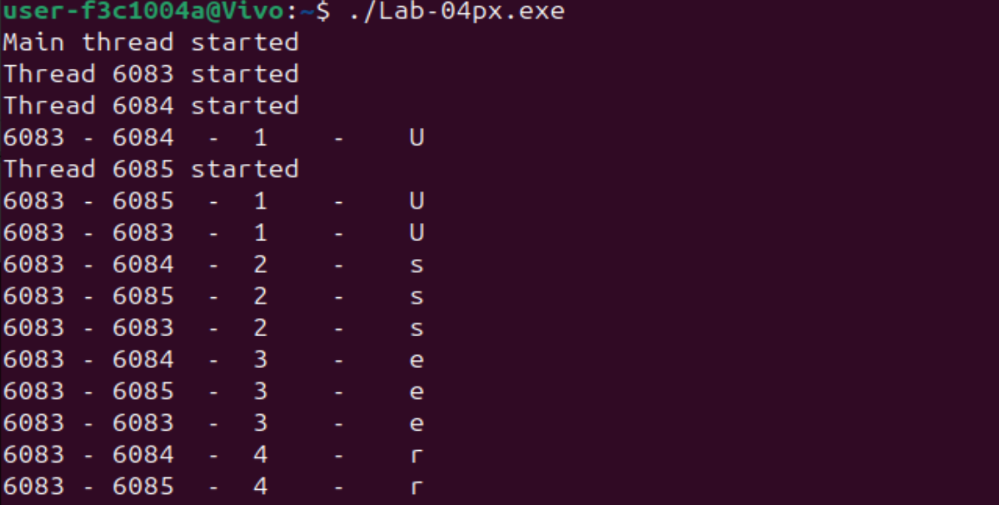 user-f3c1004a@Vivo:~$ ./Lab-04px.exe
Main thread started
Thread 6083 started
Thread 6084 started
6083 - 6084  -  1     -     U
Thread 6085 started
6083 - 6085  -  1     -     U
6083 - 6083  -  1     -     U
6083 - 6084  -  2     -     s
6083 - 6085  -  2     -     s
6083 - 6083  -  2     -     s
6083 - 6084  -  3     -     e
6083 - 6085  -  3     -     e
6083 - 6083  -  3     -     e
6083 - 6084  -  4     -     r
6083 - 6085  -  4     -     r